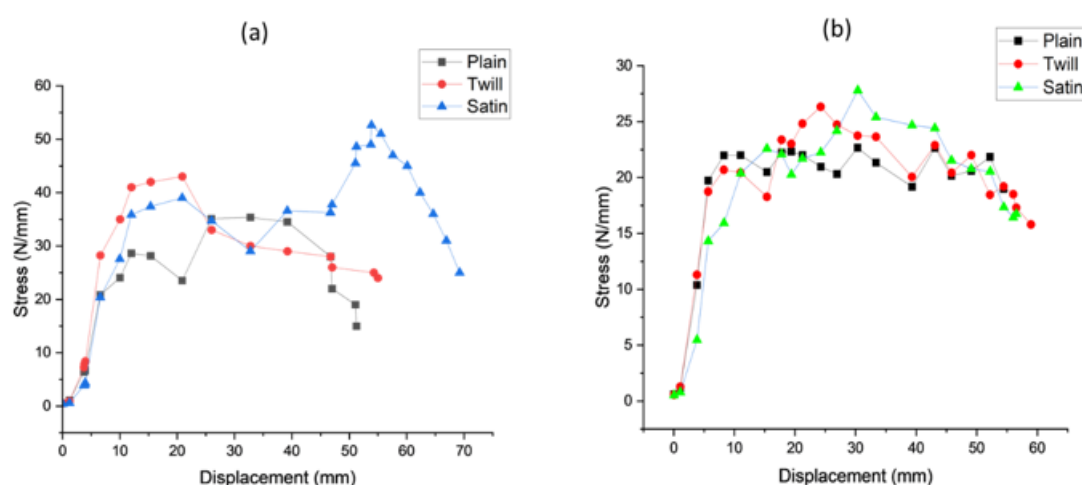 (a)
Plain
Twill
Satin
60
50
40
30
20
10
0
Stress (N/mm)
0 10 20 30 40 50 60 70
Displacement (mm)
(b)
Plain
Twill
Satin
30
25
20
15
10
5
0
Stress (N/mm)
0 10 20 30 40 50 60
Displacement (mm)